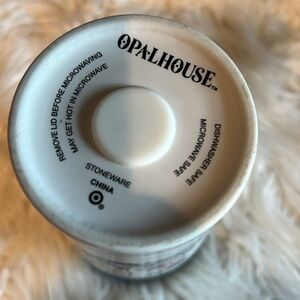 OPALHOUSE™
REMOVE LID BEFORE MICROWAVING
MAY GET HOT IN MICROWAVE
DISHWASHER SAFE
MICROWAVE SAFE
STONEWARE
CHINA